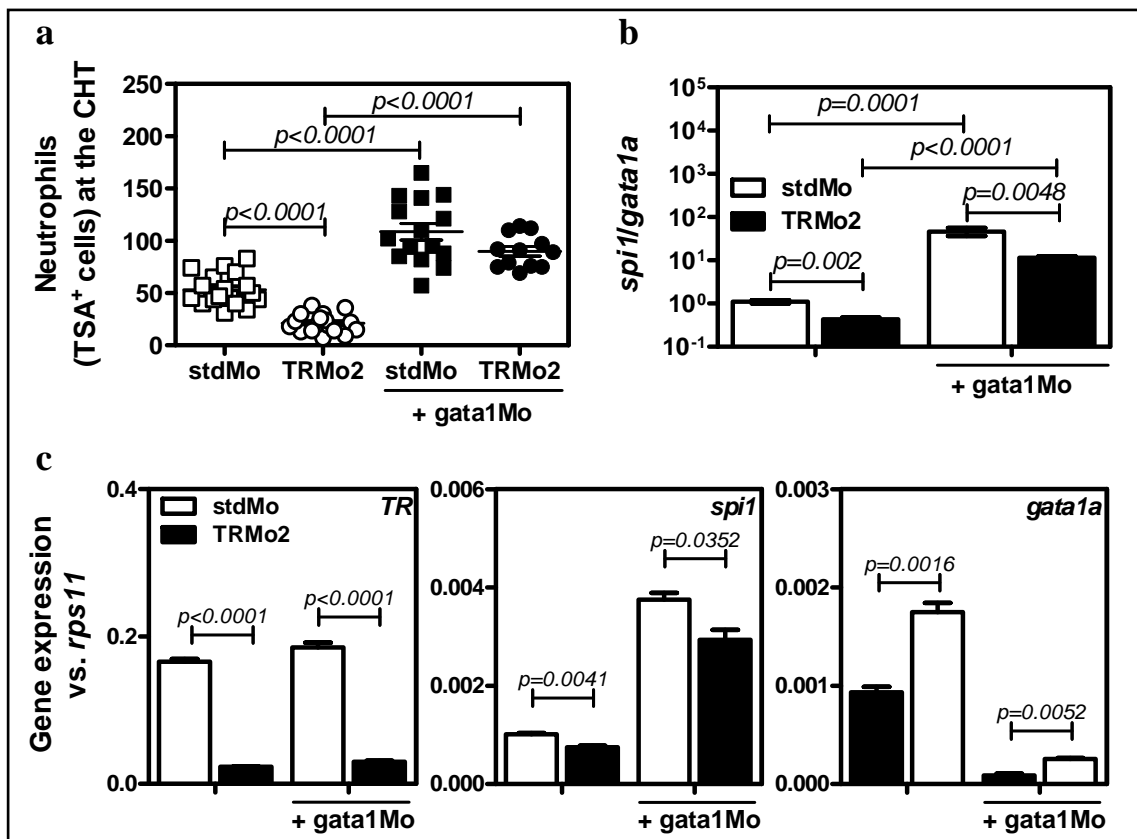 a
Neutrophils
(TSA⁺ cells) at the CHT
250
200
150
100
50
0
p<0.0001
p<0.0001
p<0.0001
stdMo
TRMo2
stdMo
TRMo2
+ gata1Mo
b
spi1/gata1a
10⁵
10⁴
10³
10²
10¹
10⁰
10⁻¹
p=0.0001
p<0.0001
stdMo
TRMo2
p=0.0048
p=0.002
+ gata1Mo
c
Gene expression
vs. rps11
0.4
0.2
0.0
stdMo
TRMo2
TR
p<0.0001
p<0.0001
+ gata1Mo
0.006
0.004
0.002
0.000
spi1
p=0.0352
p=0.0041
+ gata1Mo
0.003
0.002
0.001
0.000
gata1a
p=0.0016
p=0.0052
+ gata1Mo